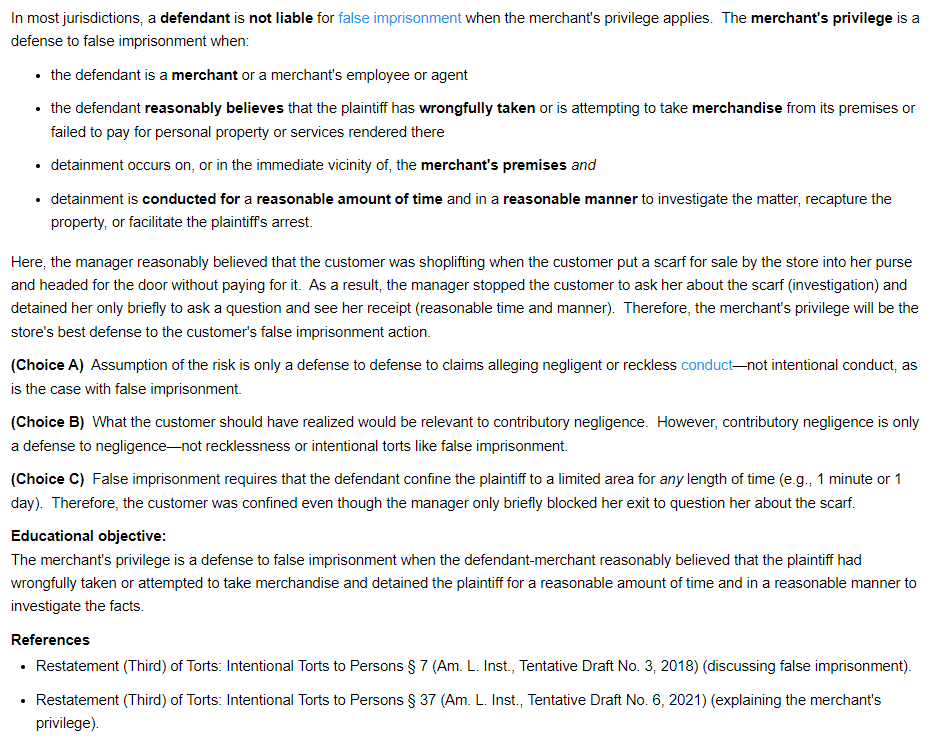 In most jurisdictions, a defendant is not liable for false imprisonment when the merchant's privilege applies.  The merchant's privilege is a
defense to false imprisonment when:
• the defendant is a merchant or a merchant's employee or agent
• the defendant reasonably believes that the plaintiff has wrongfully taken or is attempting to take merchandise from its premises or
failed to pay for personal property or services rendered there
• detainment occurs on, or in the immediate vicinity of, the merchant's premises and
• detainment is conducted for a reasonable amount of time and in a reasonable manner to investigate the matter, recapture the
property, or facilitate the plaintiff's arrest.
Here, the manager reasonably believed that the customer was shoplifting when the customer put a scarf for sale by the store into her purse
and headed for the door without paying for it.  As a result, the manager stopped the customer to ask her about the scarf (investigation) and
detained her only briefly to ask a question and see her receipt (reasonable time and manner).  Therefore, the merchant's privilege will be the
store's best defense to the customer's false imprisonment action.
(Choice A)  Assumption of the risk is only a defense to defense to claims alleging negligent or reckless conduct—not intentional conduct, as
is the case with false imprisonment.
(Choice B)  What the customer should have realized would be relevant to contributory negligence.  However, contributory negligence is only
a defense to negligence—not recklessness or intentional torts like false imprisonment.
(Choice C)  False imprisonment requires that the defendant confine the plaintiff to a limited area for any length of time (e.g., 1 minute or 1
day).  Therefore, the customer was confined even though the manager only briefly blocked her exit to question her about the scarf.
Educational objective:
The merchant's privilege is a defense to false imprisonment when the defendant-merchant reasonably believed that the plaintiff had
wrongfully taken or attempted to take merchandise and detained the plaintiff for a reasonable amount of time and in a reasonable manner to
investigate the facts.
References
• Restatement (Third) of Torts: Intentional Torts to Persons § 7 (Am. L. Inst., Tentative Draft No. 3, 2018) (discussing false imprisonment).
• Restatement (Third) of Torts: Intentional Torts to Persons § 37 (Am. L. Inst., Tentative Draft No. 6, 2021) (explaining the merchant's
privilege).